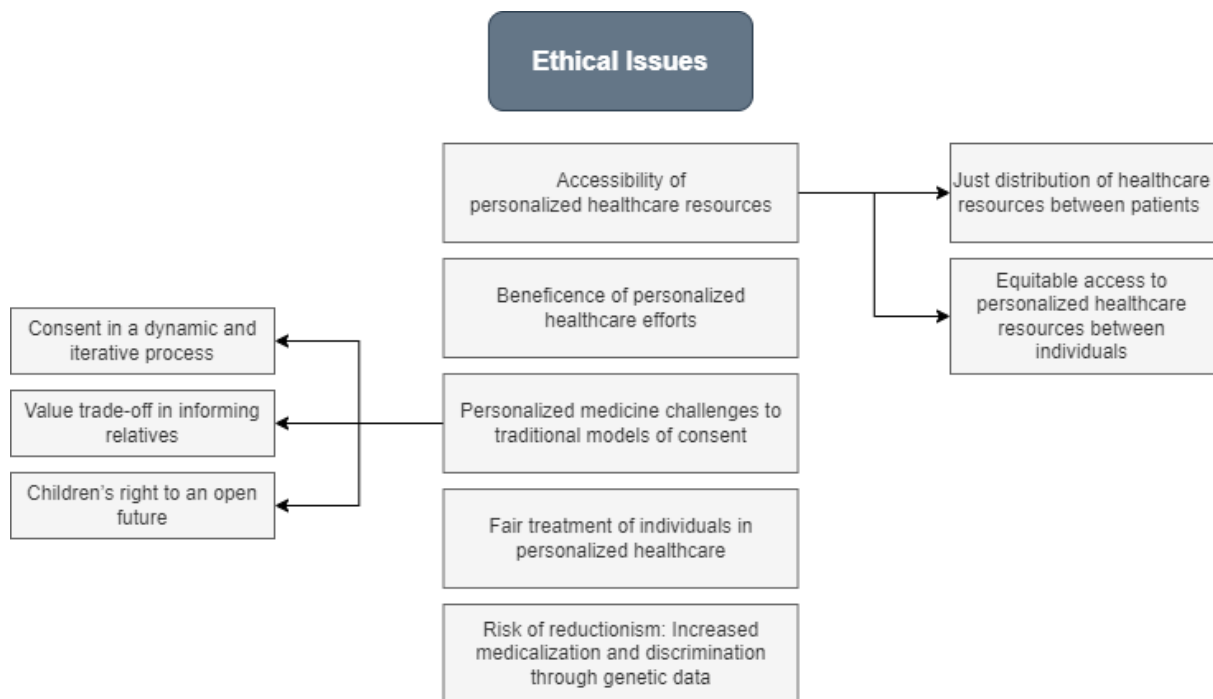 Ethical Issues
Accessibility of
personalized healthcare resources
Just distribution of healthcare
resources between patients
Beneficence of personalized
healthcare efforts
Equitable access to
personalized healthcare
resources between
individuals
Consent in a dynamic and
iterative process
Value trade-off in informing
relatives
Children's right to an open
future
Personalized medicine challenges to
traditional models of consent
Fair treatment of individuals in
personalized healthcare
Risk of reductionism: Increased
medicalization and discrimination
through genetic data